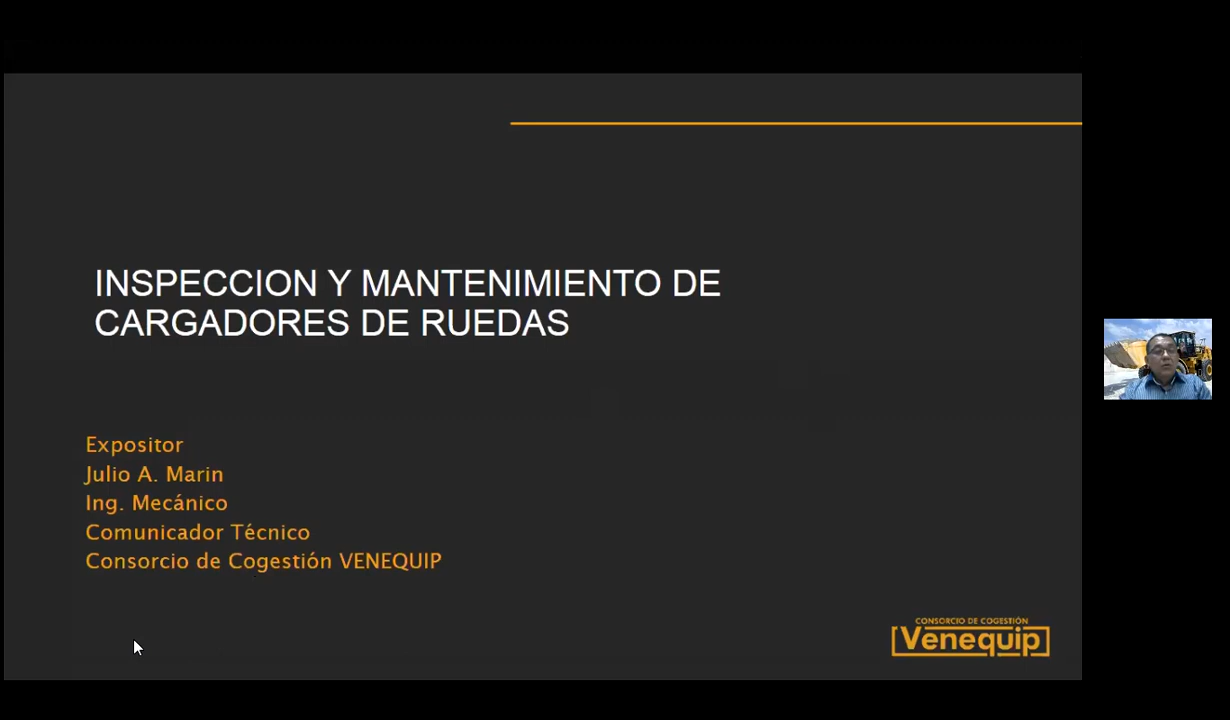 INSPECCION Y MANTENIMIENTO DE
CARGADORES DE RUEDAS
Expositor
Julio A. Marin
Ing. Mecánico
Comunicador Técnico
Consorcio de Cogestión VENEQUIP
CONSORCIO DE COGESTIÓN
Venequip